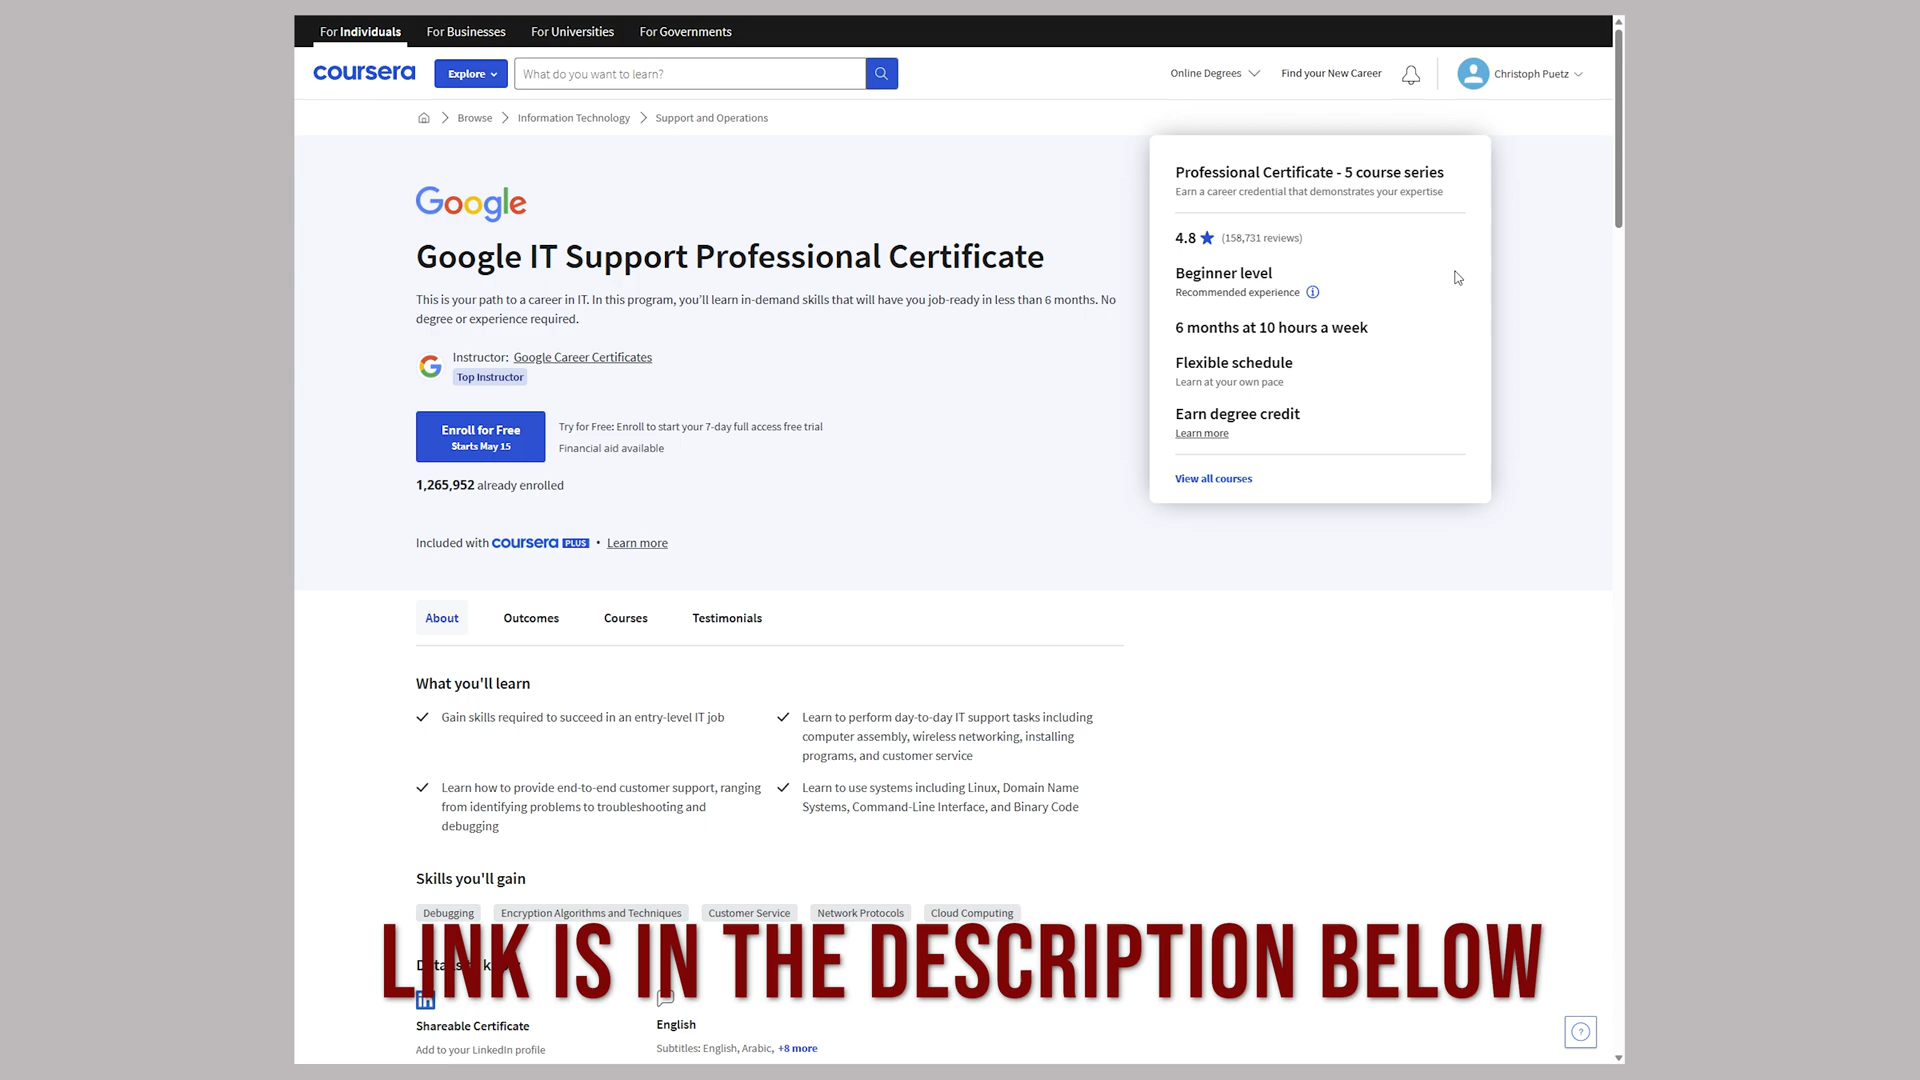 For Individuals
For Businesses
For Universities
For Governments
coursera
Explore
What do you want to learn?
Online Degrees
Find your New Career
Christoph Puetz
Browse
Information Technology
Support and Operations
Google
Google IT Support Professional Certificate
This is your path to a career in IT. In this program, you'll learn in-demand skills that will have you job-ready in less than 6 months. No
degree or experience required.
Instructor: Google Career Certificates
Top Instructor
Enroll for Free
Starts May 15
Try for Free: Enroll to start your 7-day full access free trial
Financial aid available
1,265,952 already enrolled
Included with coursera PLUS • Learn more
Professional Certificate - 5 course series
Earn a career credential that demonstrates your expertise
4.8 ★ (158,731 reviews)
Beginner level
Recommended experience
6 months at 10 hours a week
Flexible schedule
Learn at your own pace
Earn degree credit
Learn more
View all courses
About
Outcomes
Courses
Testimonials
What you'll learn
Gain skills required to succeed in an entry-level IT job
Learn to perform day-to-day IT support tasks including
computer assembly, wireless networking, installing
programs, and customer service
Learn how to provide end-to-end customer support, ranging
from identifying problems to troubleshooting and
debugging
Learn to use systems including Linux, Domain Name
Systems, Command-Line Interface, and Binary Code
Skills you'll gain
Debugging
Encryption Algorithms and Techniques
Customer Service
Network Protocols
Cloud Computing
LINK IS IN THE DESCRIPTION BELOW
in
Shareable Certificate
Add to your LinkedIn profile
English
Subtitles: English, Arabic, +8 more